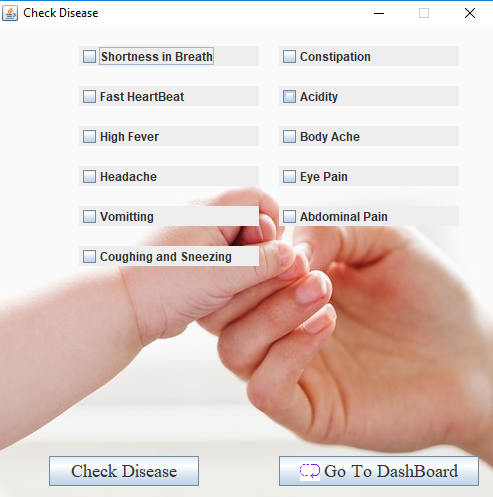 Check Disease
Shortness in Breath
Constipation
Fast HeartBeat
Acidity
High Fever
Body Ache
Headache
Eye Pain
Vomitting
Abdominal Pain
Coughing and Sneezing
Check Disease
Go To DashBoard